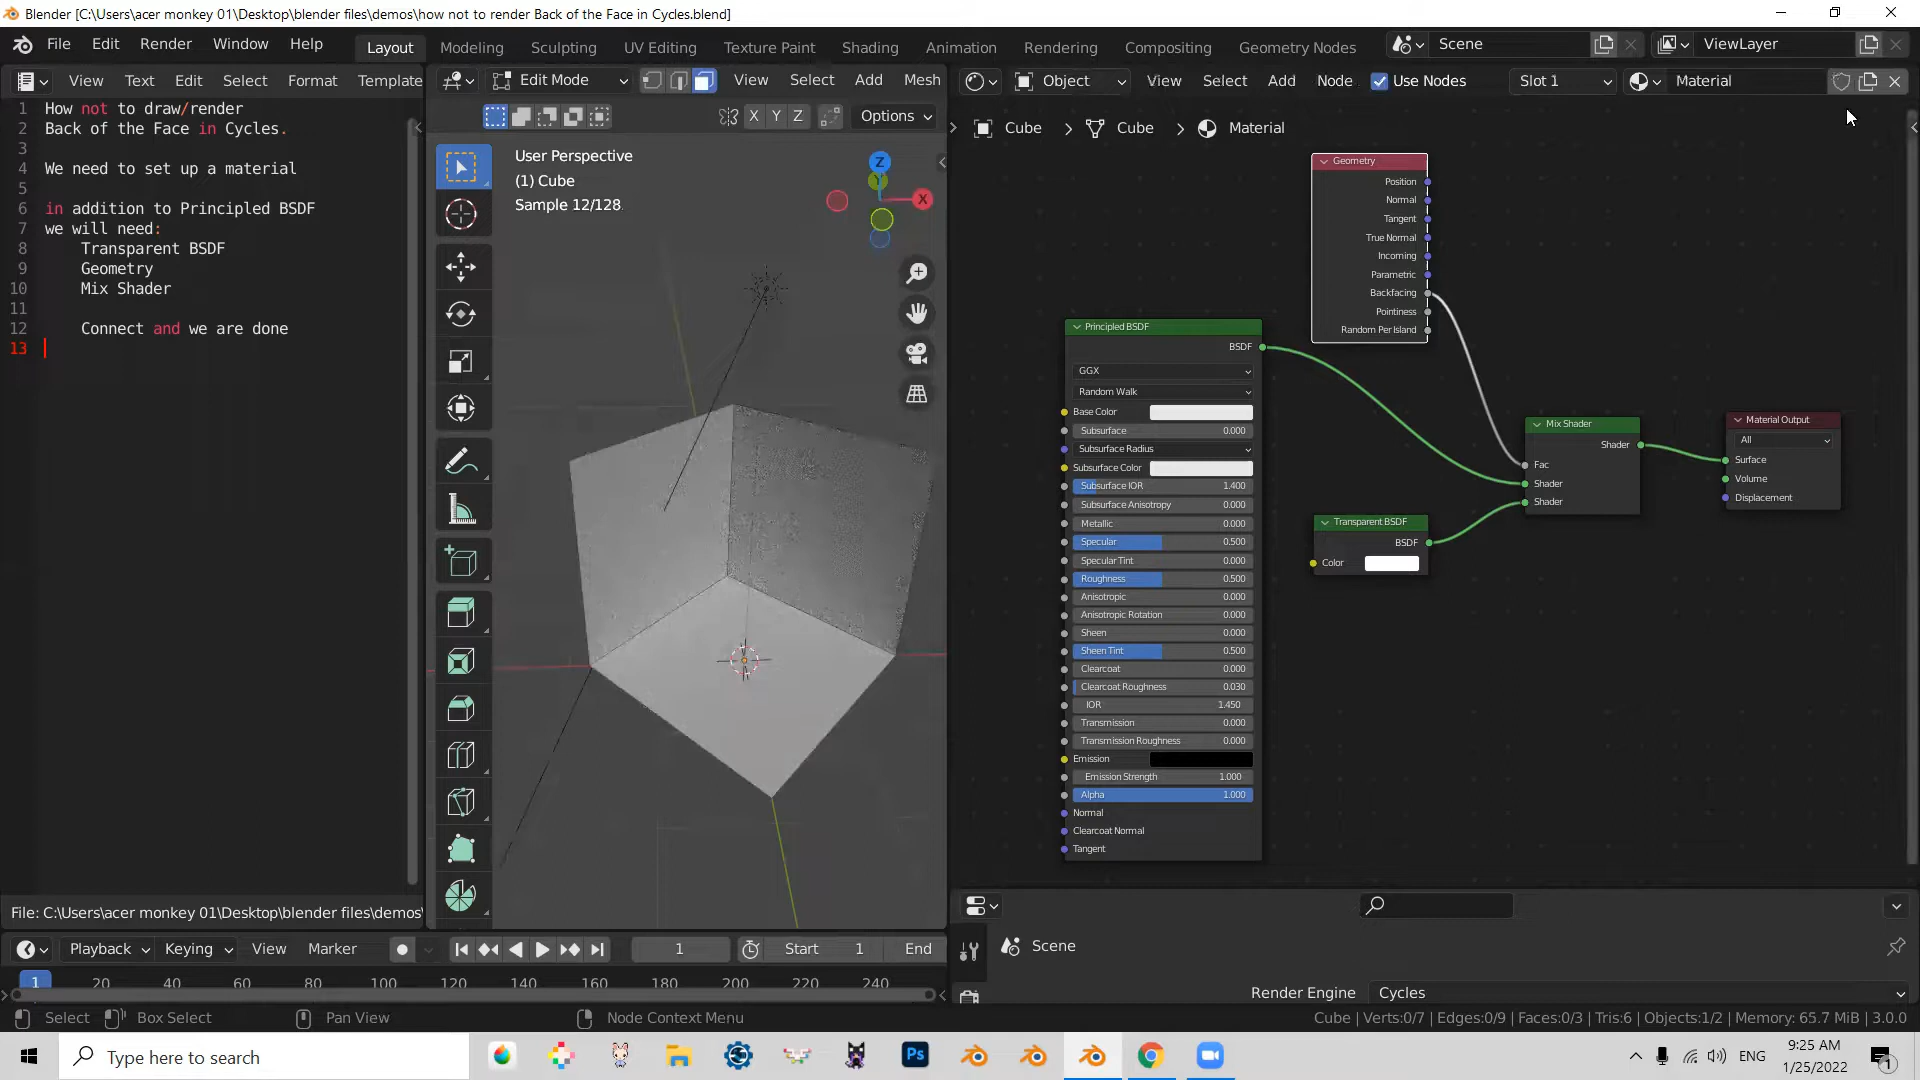 Blender [C:\Users\acer monkey 01\Desktop\blender files\demos\how not to render Back of the Face in Cycles.blend]
File Edit Render Window Help Layout Modeling Sculpting UV Editing Texture Paint Shading Animation Rendering Compositing Geometry Nodes Scene ViewLayer
View Text Edit Select Format Template
1 How not to draw/render
2 Back of the Face in Cycles.
3
4 We need to set up a material
5
6 in addition to Principled BSDF
7 we will need:
8 Transparent BSDF
9 Geometry
10 Mix Shader
11
12 Connect and we are done
13
File: C:\Users\acer monkey 01\Desktop\blender files\demos\
Edit Mode View Select Add Mesh
X Y Z Options
User Perspective
(1) Cube
Sample 12/128
Z
Y
X
Object View Select Add Node Use Nodes Slot 1 Material
Cube > Cube > Material
Geometry
Position
Normal
Tangent
True Normal
Incoming
Parametric
Backfacing
Pointiness
Random Per Island
Principled BSDF
BSDF
GGX
Random Walk
Base Color
Subsurface 0.000
Subsurface Radius
Subsurface Color
Subsurface IOR 1.400
Subsurface Anisotropy 0.000
Metallic 0.000
Specular 0.500
Specular Tint 0.000
Roughness 0.500
Anisotropic 0.000
Anisotropic Rotation 0.000
Sheen 0.000
Sheen Tint 0.500
Clearcoat 0.000
Clearcoat Roughness 0.030
IOR 1.450
Transmission 0.000
Transmission Roughness 0.000
Emission
Emission Strength 1.000
Alpha 1.000
Normal
Clearcoat Normal
Tangent
Transparent BSDF
BSDF
Color
Mix Shader
Shader
Fac
Shader
Shader
Material Output
All
Surface
Volume
Displacement
Scene
Render Engine Cycles
Playback Keying View Marker 1 Start 1 End
1 20 40 60 80 100 120 140 160 180 200 220 240
Select Box Select Pan View Node Context Menu Cube | Verts:0/7 | Edges:0/9 | Faces:0/3 | Tris:6 | Objects:1/2 | Memory: 65.7 MiB | 3.0.0
Type here to search
Ps
ENG
9:25 AM
1/25/2022
1